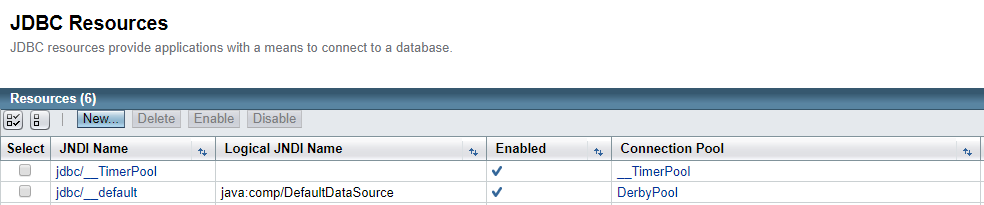 JDBC Resources
JDBC resources provide applications with a means to connect to a database.
Resources (6)
New... Delete Enable Disable
Select JNDI Name Logical JNDI Name Enabled Connection Pool
jdbc/__TimerPool __TimerPool
jdbc/__default java:comp/DefaultDataSource DerbyPool